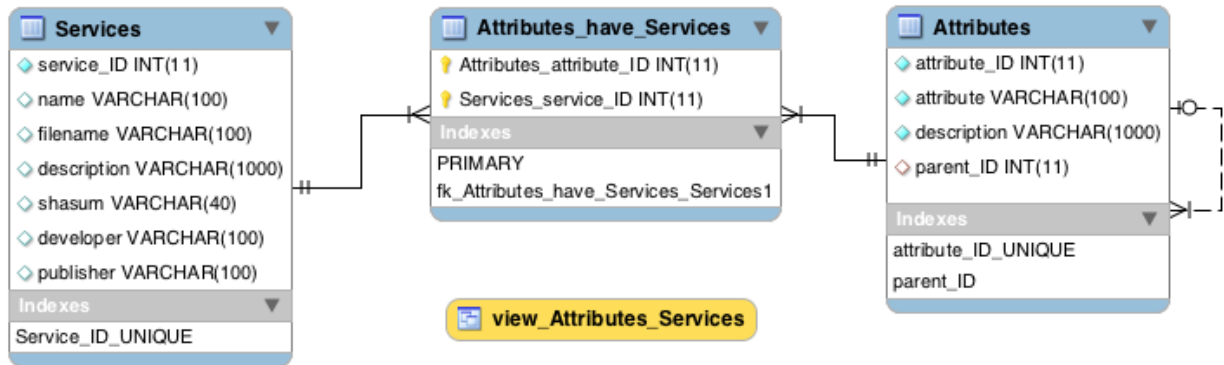 Services
service_ID INT(11)
name VARCHAR(100)
filename VARCHAR(100)
description VARCHAR(1000)
shasum VARCHAR(40)
developer VARCHAR(100)
publisher VARCHAR(100)
Indexes
Service_ID_UNIQUE
Attributes_have_Services
Attributes_attribute_ID INT(11)
Services_service_ID INT(11)
Indexes
PRIMARY
fk_Attributes_have_Services_Services1
view_Attributes_Services
Attributes
attribute_ID INT(11)
attribute VARCHAR(100)
description VARCHAR(1000)
parent_ID INT(11)
Indexes
attribute_ID_UNIQUE
parent_ID